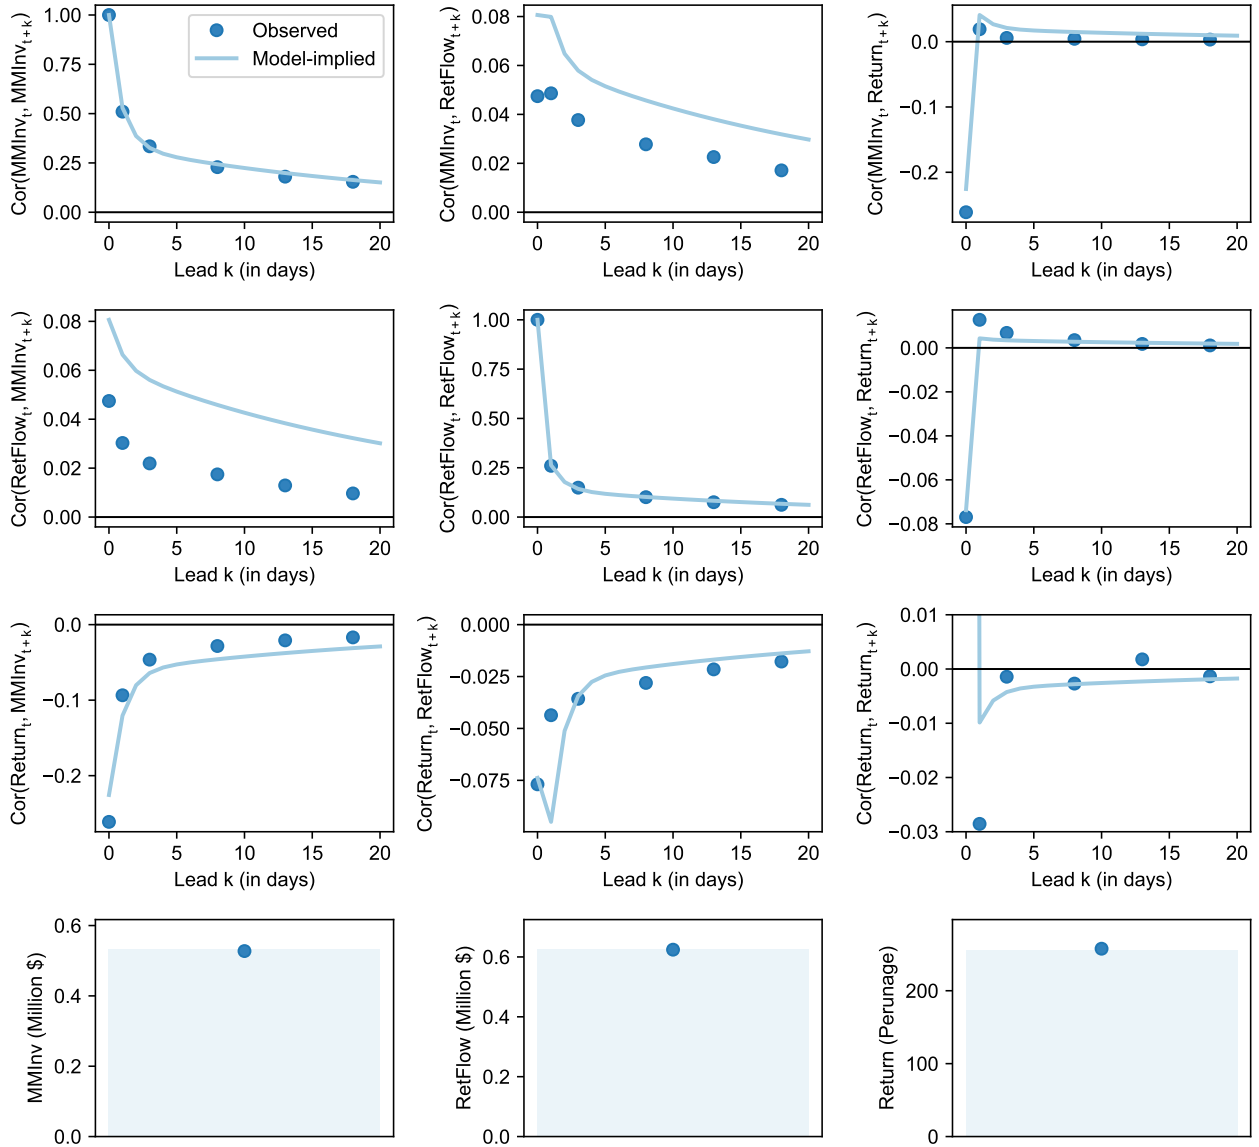 Cor(MMInv_t, MMInv_{t+k})
1.00
0.75
0.50
0.25
0.00
Observed
Model-implied
0 5 10 15 20
Lead k (in days)
Cor(MMInv_t, RetFlow_{t+k})
0.08
0.06
0.04
0.02
0.00
0 5 10 15 20
Lead k (in days)
Cor(MMInv_t, Return_{t+k})
0.0
−0.1
−0.2
0 5 10 15 20
Lead k (in days)
Cor(RetFlow_t, MMInv_{t+k})
0.08
0.06
0.04
0.02
0.00
0 5 10 15 20
Lead k (in days)
Cor(RetFlow_t, RetFlow_{t+k})
1.00
0.75
0.50
0.25
0.00
0 5 10 15 20
Lead k (in days)
Cor(RetFlow_t, Return_{t+k})
0.00
−0.02
−0.04
−0.06
−0.08
0 5 10 15 20
Lead k (in days)
Cor(Return_t, MMInv_{t+k})
0.0
−0.1
−0.2
0 5 10 15 20
Lead k (in days)
Cor(Return_t, RetFlow_{t+k})
0.000
−0.025
−0.050
−0.075
0 5 10 15 20
Lead k (in days)
Cor(Return_t, Return_{t+k})
0.01
0.00
−0.01
−0.02
−0.03
0 5 10 15 20
Lead k (in days)
MMInv (Million $)
0.6
0.4
0.2
0.0
RetFlow (Million $)
0.6
0.4
0.2
0.0
Return (Perunage)
200
100
0